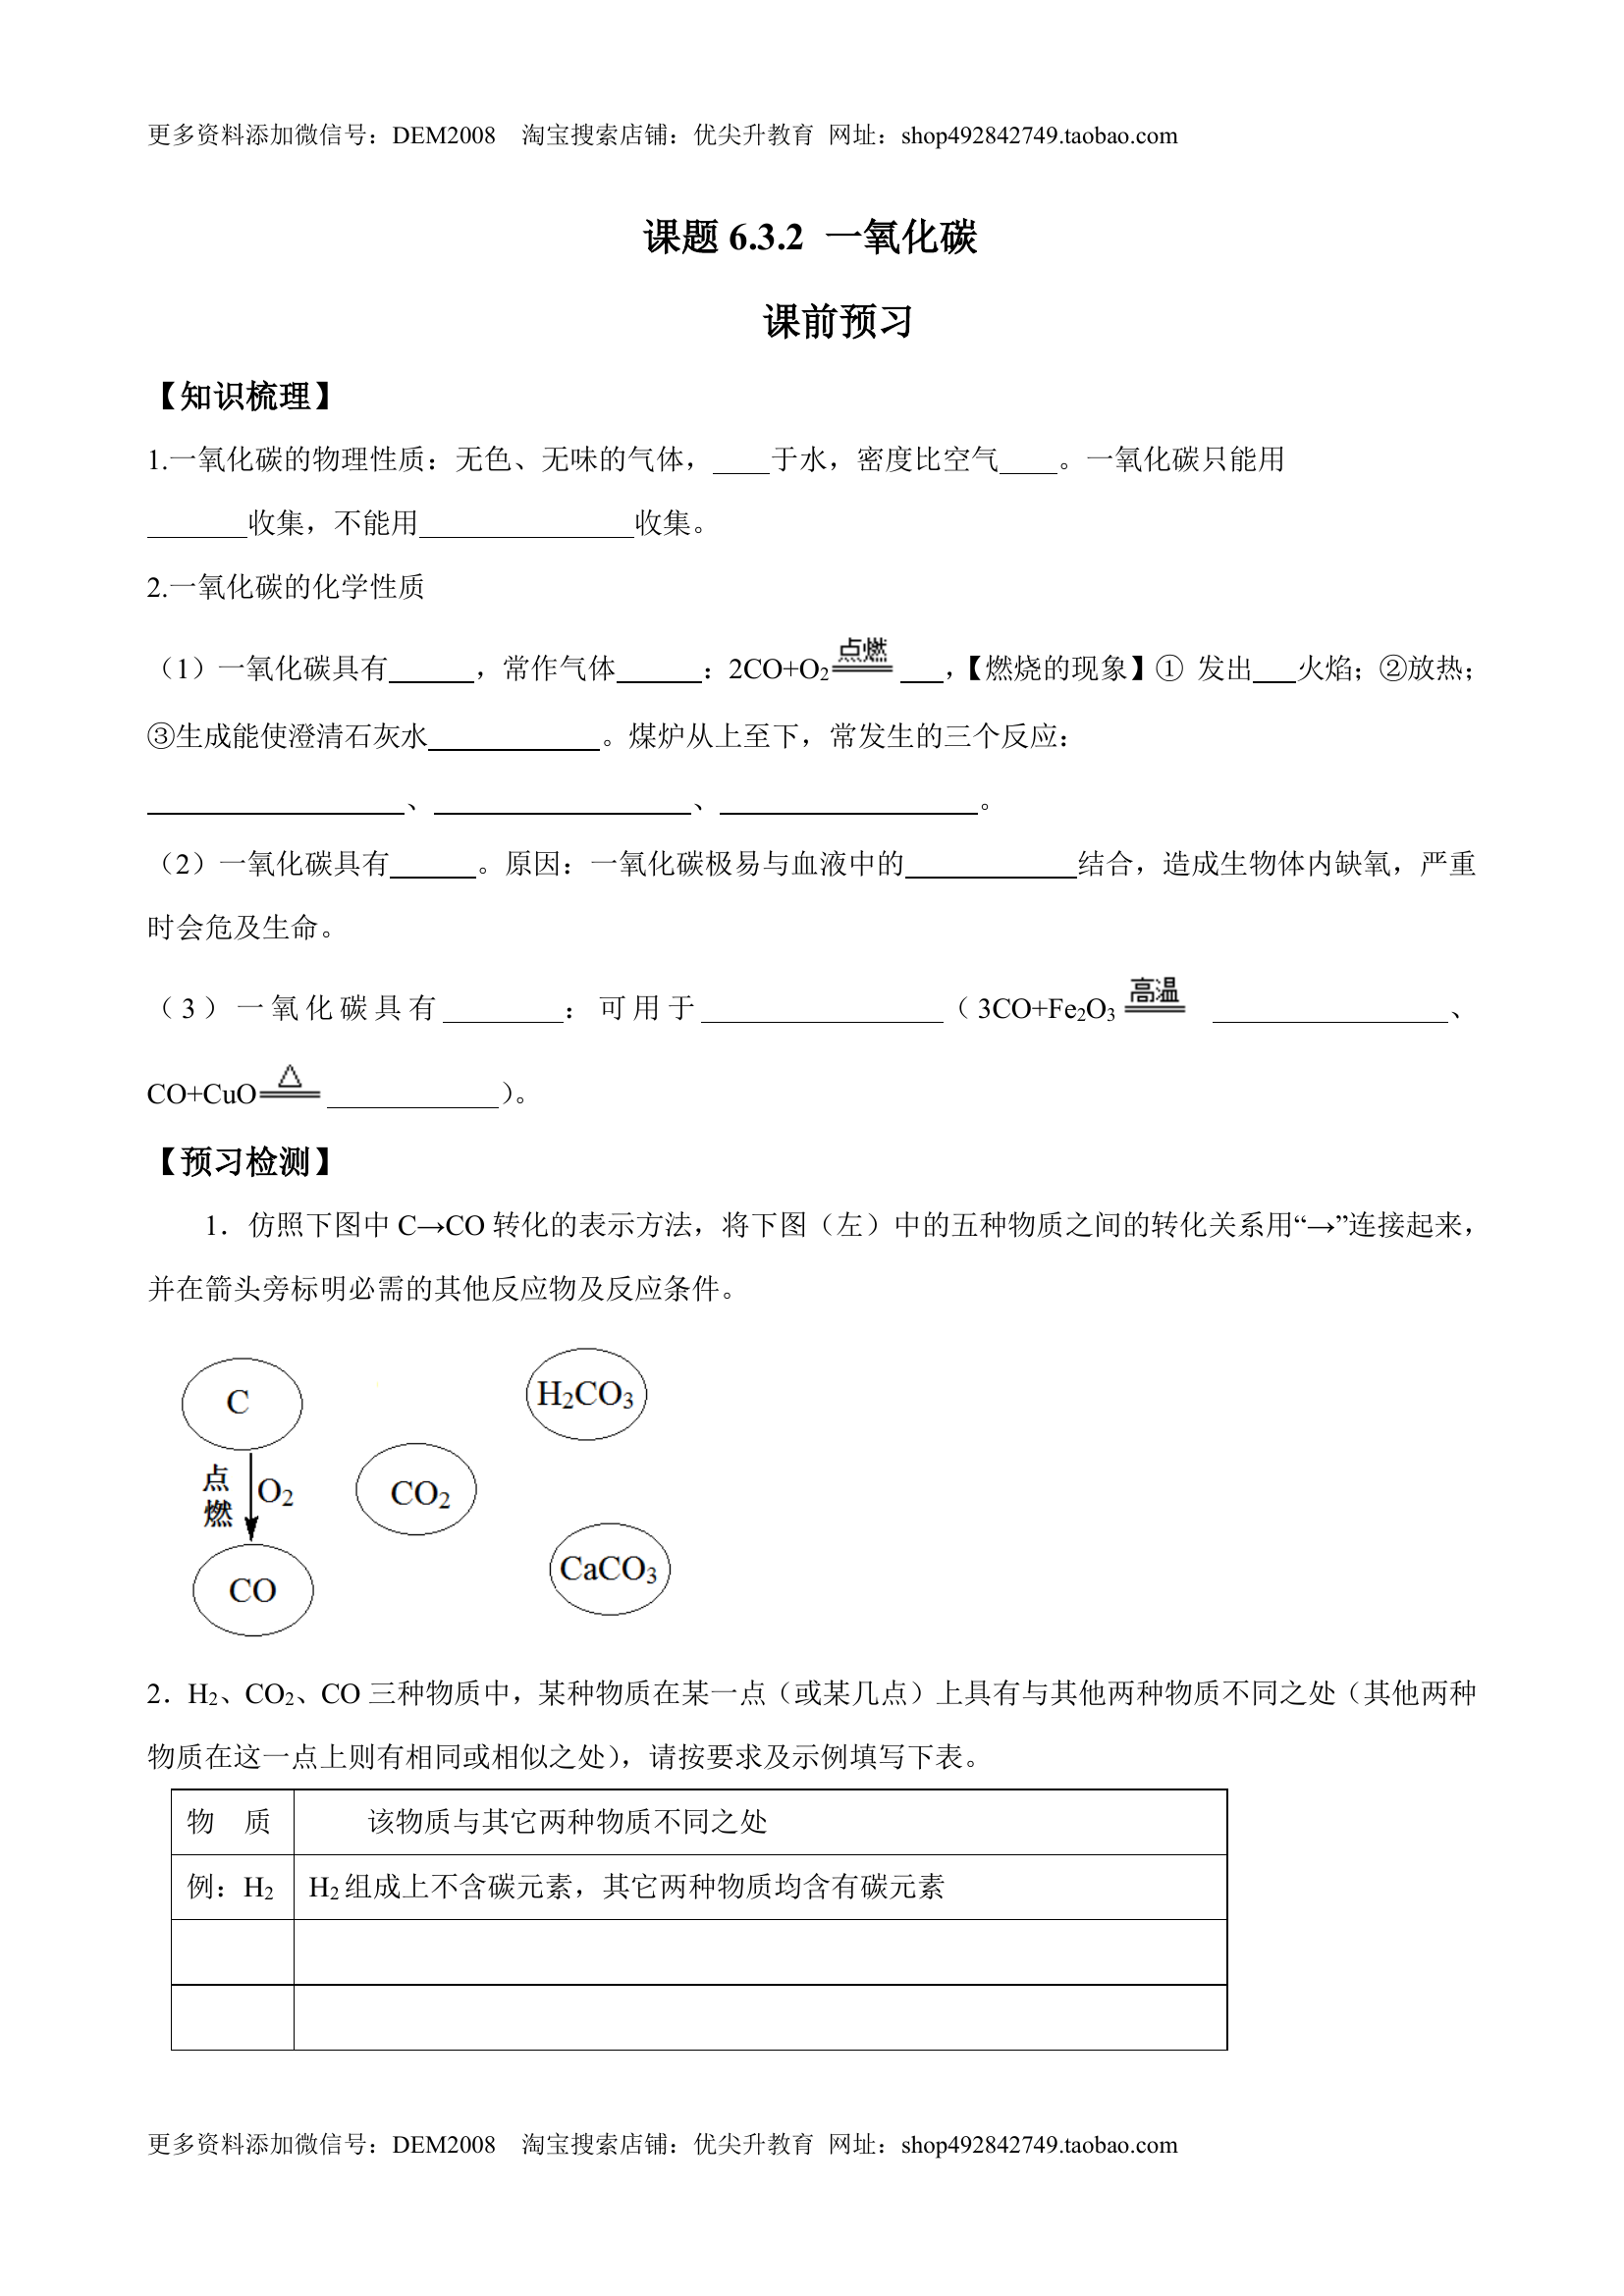 更多资料添加微信号：DEM2008 淘宝搜索店铺：优尖升教育 网址：shop492842749.taobao.com
课题 6.3.2 一氧化碳
课前预习
【知识梳理】
1.一氧化碳的物理性质：无色、无味的气体，____于水，密度比空气____。一氧化碳只能用
_______收集，不能用_______________收集。
2.一氧化碳的化学性质
（1）一氧化碳具有______，常作气体______：2CO+O₂ 点燃 ___，【燃烧的现象】① 发出___火焰；②放热；
③生成能使澄清石灰水____________。煤炉从上至下，常发生的三个反应：
__________________、__________________、__________________。
（2）一氧化碳具有______。原因：一氧化碳极易与血液中的____________结合，造成生物体内缺氧，严重
时会危及生命。
（3）一氧化碳具有________：可用于________________（3CO+Fe₂O₃ 高温 ________________、
CO+CuO △ ____________）。
【预习检测】
1．仿照下图中 C→CO 转化的表示方法，将下图（左）中的五种物质之间的转化关系用“→”连接起来，
并在箭头旁标明必需的其他反应物及反应条件。
C
H₂CO₃
点燃
O₂
CO₂
CO
CaCO₃
2．H₂、CO₂、CO 三种物质中，某种物质在某一点（或某几点）上具有与其他两种物质不同之处（其他两种
物质在这一点上则有相同或相似之处），请按要求及示例填写下表。
物 质 该物质与其它两种物质不同之处
例：H₂ H₂组成上不含碳元素，其它两种物质均含有碳元素
更多资料添加微信号：DEM2008 淘宝搜索店铺：优尖升教育 网址：shop492842749.taobao.com